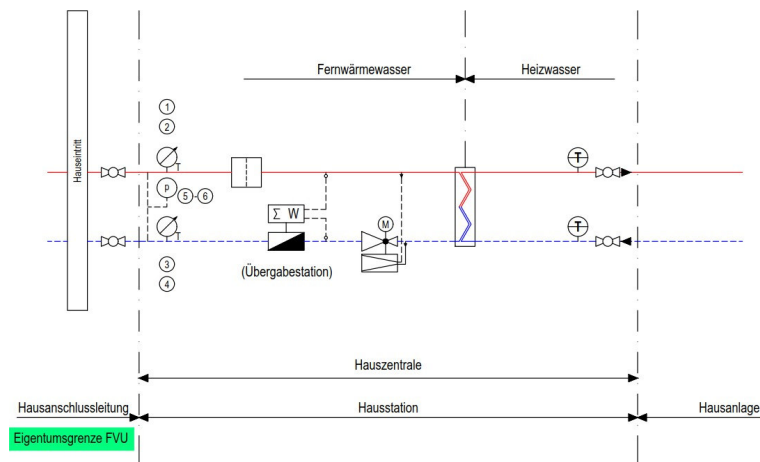 Fernwärmewasser
Heizwasser
Hauseintritt
1
2
T
T
P
5 - 6
Σ W
M
T
T
(Übergabestation)
3
4
Hauszentrale
Hausanschlussleitung
Hausstation
Hausanlage
Eigentumsgrenze FVU